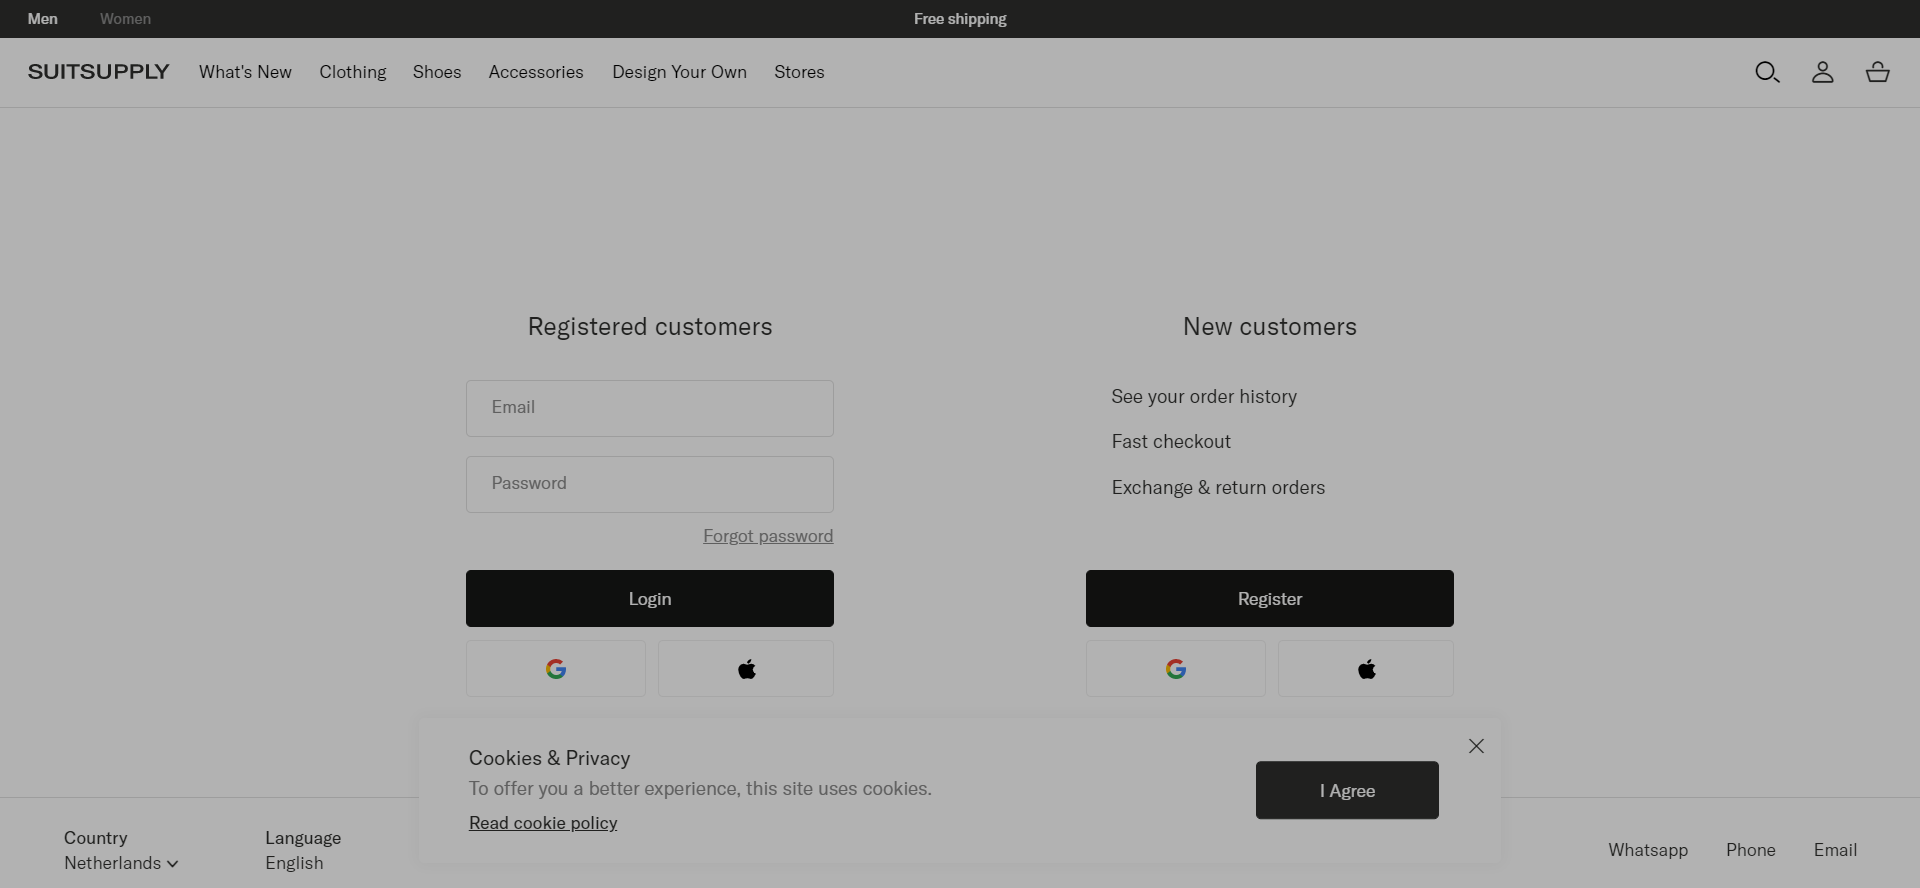 Men Women Free shipping
SUITSUPPLY What's New Clothing Shoes Accessories Design Your Own Stores
Registered customers
Email
Password
Forgot password
Login
New customers
See your order history
Fast checkout
Exchange & return orders
Register
Cookies & Privacy
To offer you a better experience, this site uses cookies.
Read cookie policy
I Agree
Country
Netherlands
Language
English
Whatsapp Phone Email